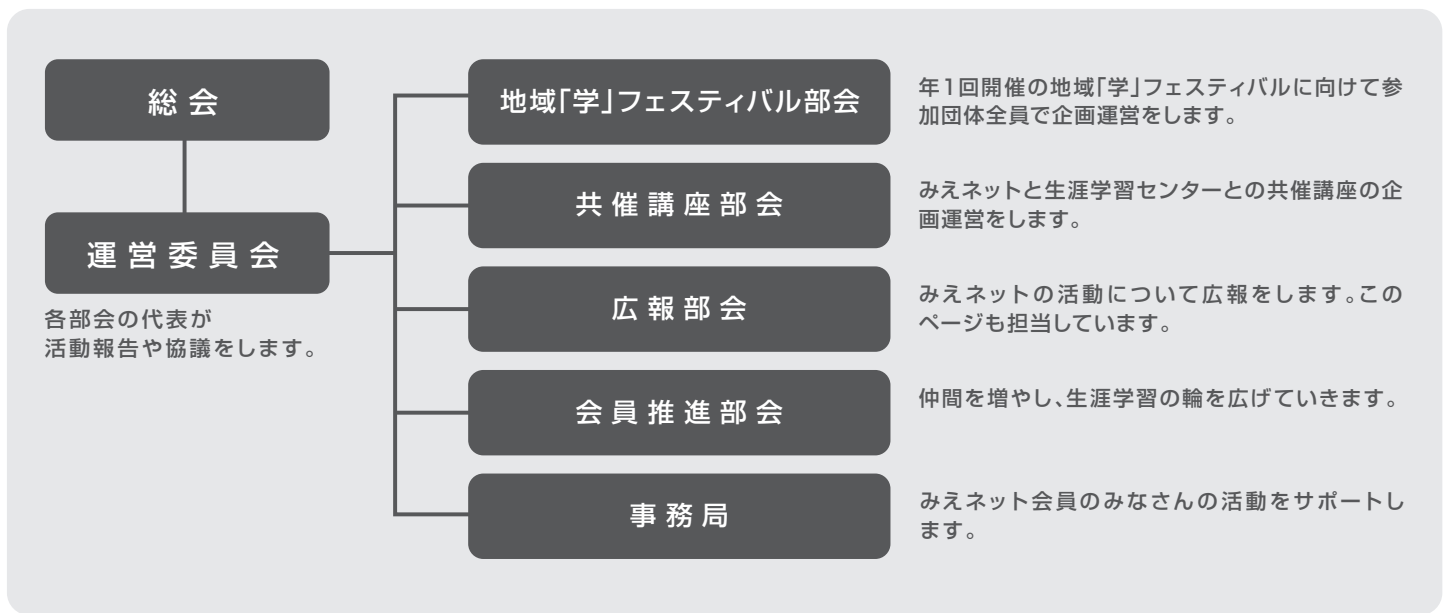 総会
運営委員会
各部会の代表が
活動報告や協議をします。
地域「学」フェスティバル部会
年1回開催の地域「学」フェスティバルに向けて参
加団体全員で企画運営をします。
共催講座部会
みえネットと生涯学習センターとの共催講座の企
画運営をします。
広報部会
みえネットの活動について広報をします。この
ページも担当しています。
会員推進部会
仲間を増やし、生涯学習の輪を広げていきます。
事務局
みえネット会員のみなさんの活動をサポートし
ます。